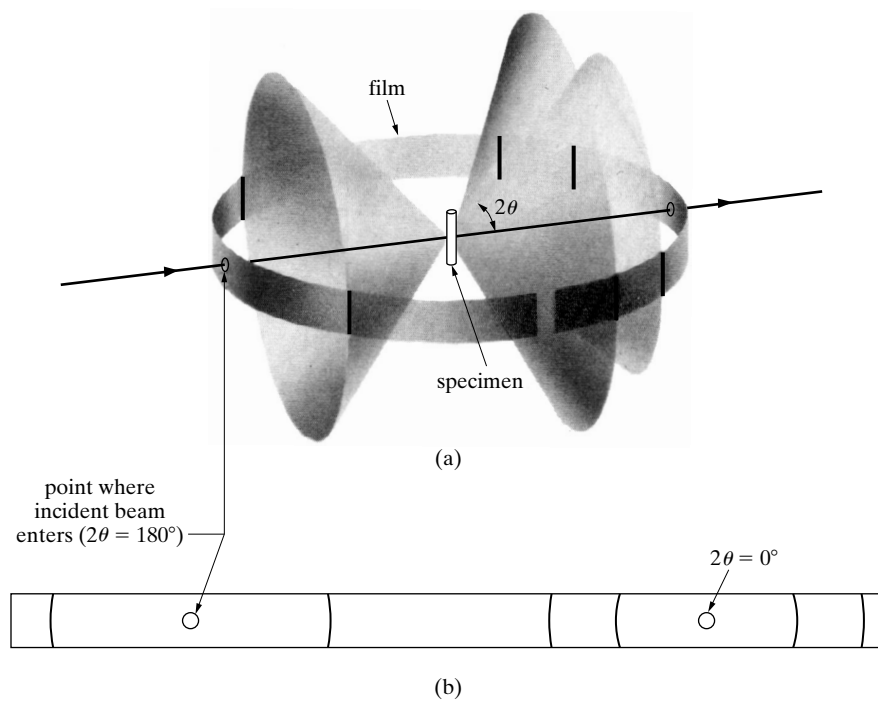 film
2θ
specimen
(a)
point where
incident beam
enters (2θ = 180°)
2θ = 0°
(b)